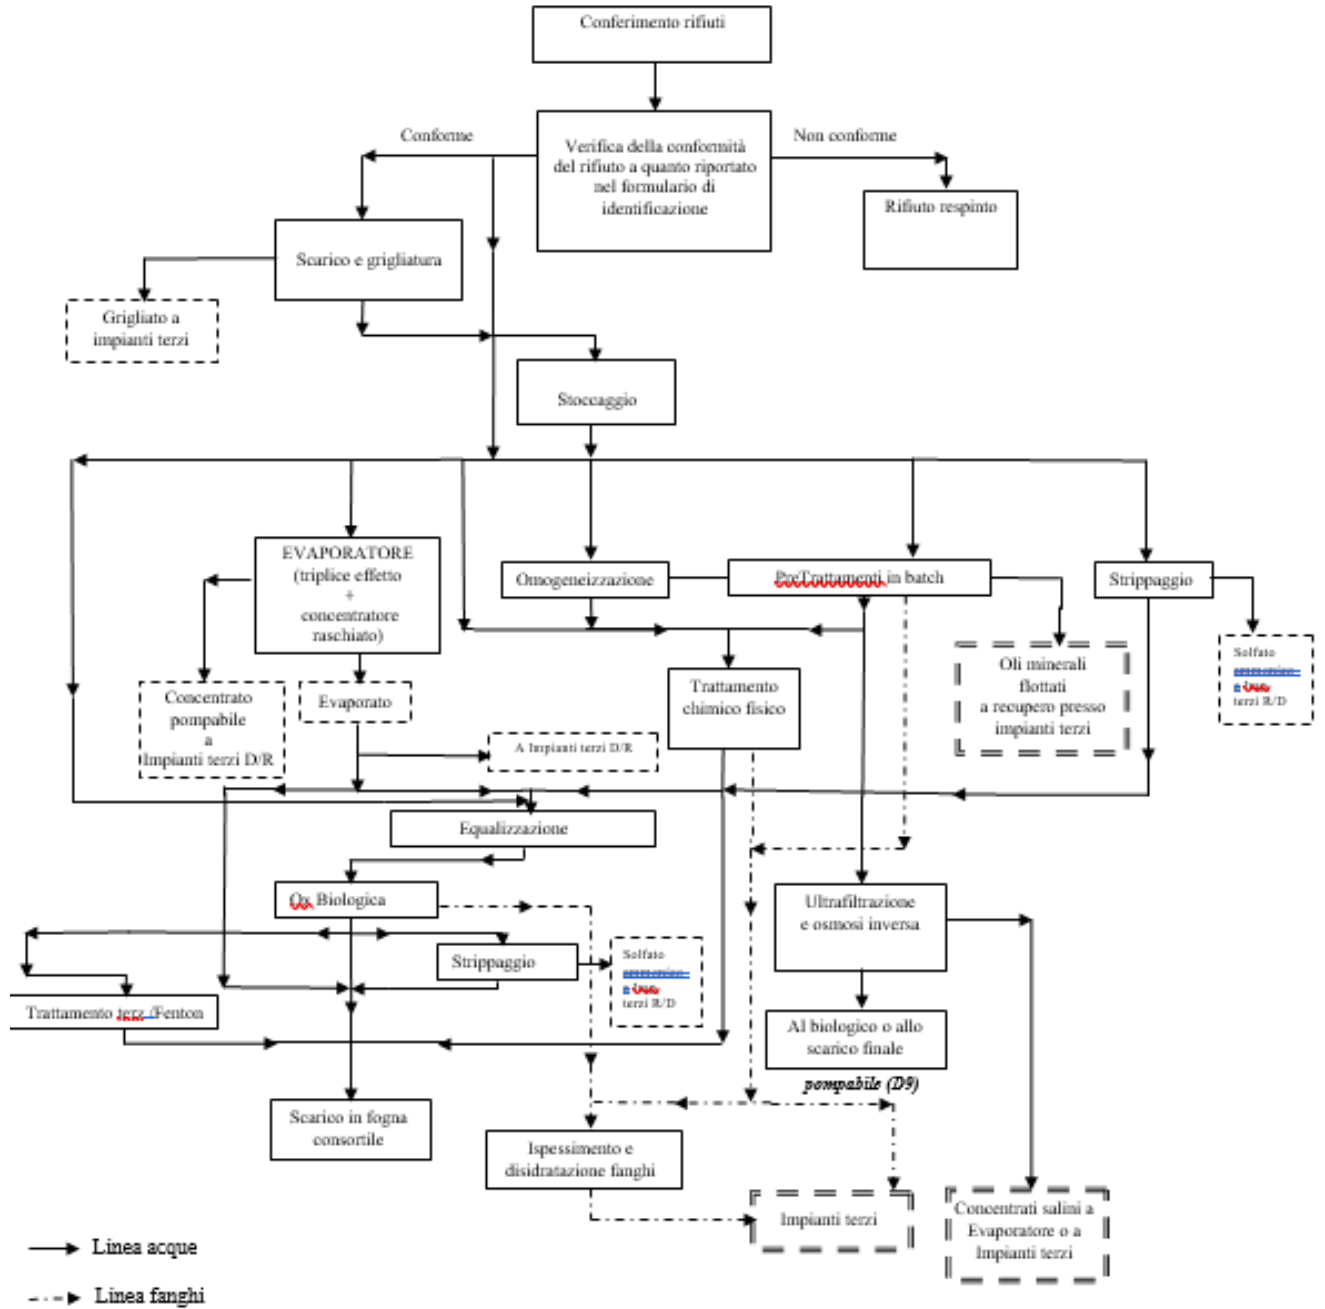 Conferimento rifiuti
Conforme
Non conforme
Verifica della conformità
del rifiuto a quanto riportato
nel formulario di
identificazione
Rifiuto respinto
Scarico e grigliatura
Grigliato a
impianti terzi
Stoccaggio
EVAPORATORE
(triplice effetto
+
concentratore
raschiato)
Omogeneizzazione
PreTrattamenti in batch
Strippaggio
Solfato
terzi R/D
Oli minerali
flottati
a recupero presso
impianti terzi
Trattamento
chimico fisico
Concentrato
pompabile
a
Impianti terzi D/R
Evaporato
A Impianti terzi D/R
Equalizzazione
Ox Biologica
Ultrafiltrazione
e osmosi inversa
Strippaggio
Solfato
terzi R/D
Trattamento terz./Fenton
Al biologico o allo
scarico finale
pompabile (D9)
Scarico in fogna
consortile
Ispessimento e
disidratazione fanghi
Impianti terzi
Concentrati salini a
Evaporatore o a
Impianti terzi
Linea acque
Linea fanghi